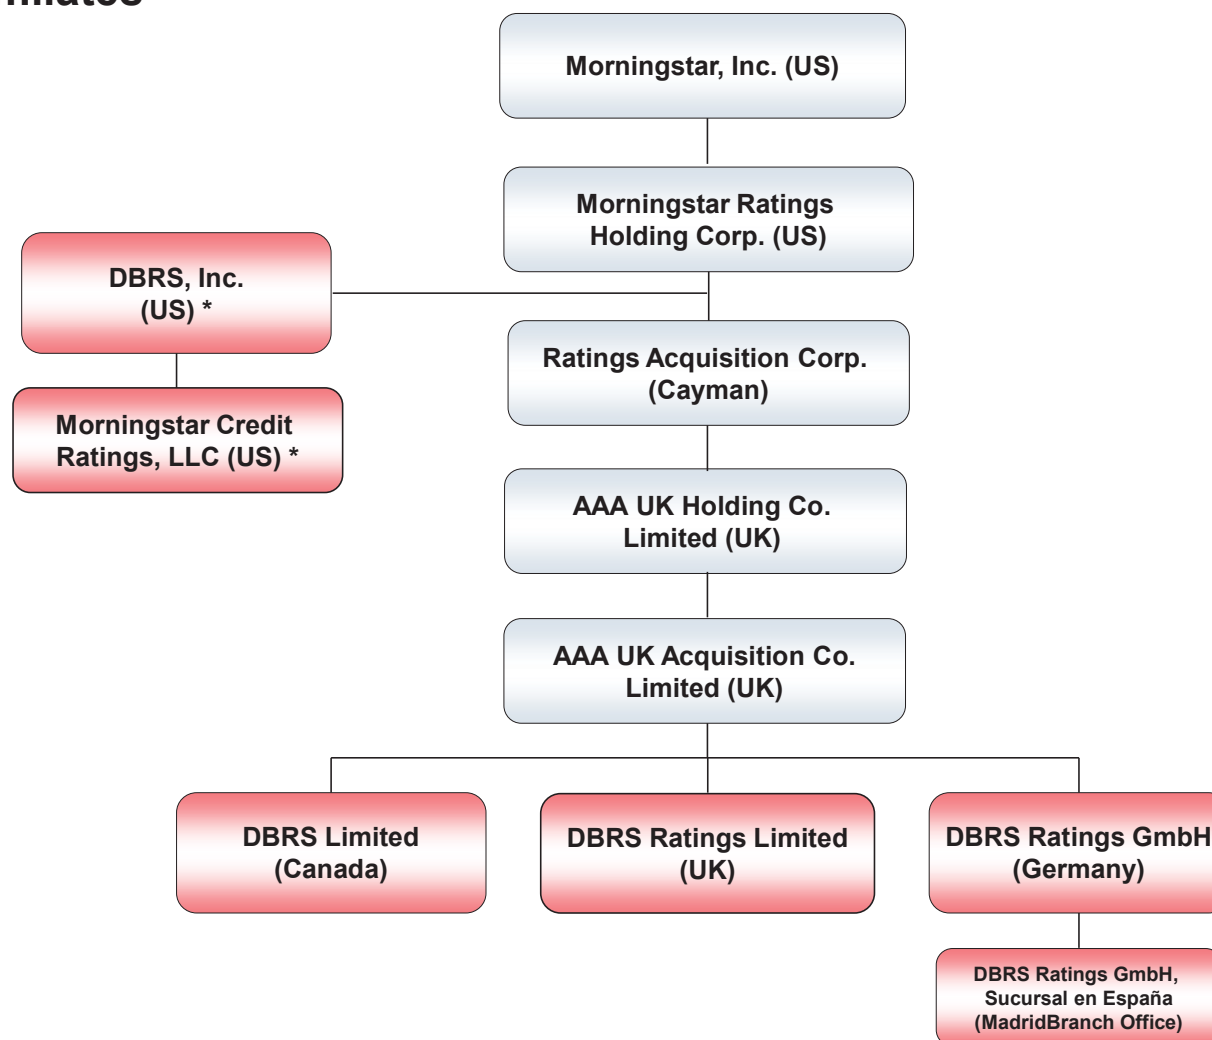 Morningstar, Inc. (US)
Morningstar Ratings
Holding Corp. (US)
DBRS, Inc.
(US) *
Ratings Acquisition Corp.
(Cayman)
Morningstar Credit
Ratings, LLC (US) *
AAA UK Holding Co.
Limited (UK)
AAA UK Acquisition Co.
Limited (UK)
DBRS Limited
(Canada)
DBRS Ratings Limited
(UK)
DBRS Ratings GmbH
(Germany)
DBRS Ratings GmbH,
Sucursal en España
(MadridBranch Office)